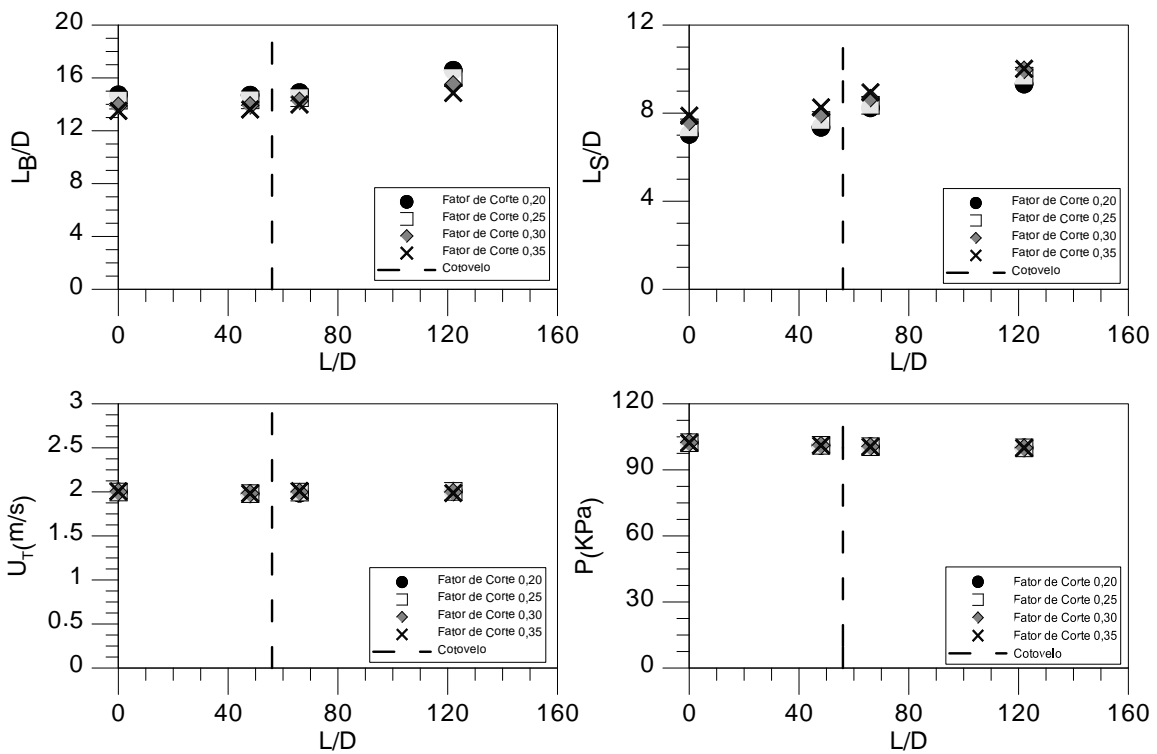 20
16
12
8
4
0
L_B/D
0 40 80 120 160
L/D
Fator de Corte 0,20
Fator de Corte 0,25
Fator de Corte 0,30
Fator de Corte 0,35
Cotovelo
12
8
4
0
L_S/D
0 40 80 120 160
L/D
Fator de Corte 0,20
Fator de Corte 0,25
Fator de Corte 0,30
Fator de Corte 0,35
Cotovelo
3
2.5
2
1.5
1
0.5
0
U_T(m/s)
0 40 80 120 160
L/D
Fator de Corte 0,20
Fator de Corte 0,25
Fator de Corte 0,30
Fator de Corte 0,35
Cotovelo
120
90
60
30
0
P(KPa)
0 40 80 120 160
L/D
Fator de Corte 0,20
Fator de Corte 0,25
Fator de Corte 0,30
Fator de Corte 0,35
Cotovelo